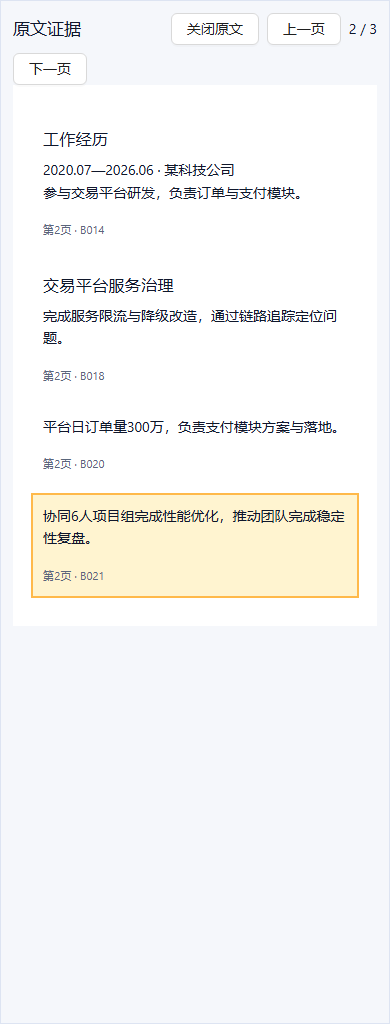 原文证据
关闭原文
上一页
2 / 3
下一页
工作经历
2020.07—2026.06 · 某科技公司
参与交易平台研发，负责订单与支付模块。
第2页 · B014
交易平台服务治理
完成服务限流与降级改造，通过链路追踪定位问
题。
第2页 · B018
平台日订单量300万，负责支付模块方案与落地。
第2页 · B020
协同6人项目组完成性能优化，推动团队完成稳定
性复盘。
第2页 · B021